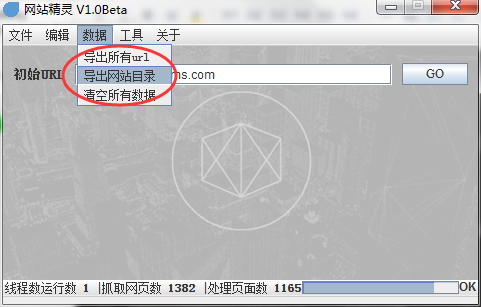 网站精灵 V1.0Beta
文件 编辑 数据 工具 关于
导出所有url
初始URL ms.com GO
导出网站目录
清空所有数据
线程数运行数 1 |抓取网页数 1382 |处理页面数 1165 OK